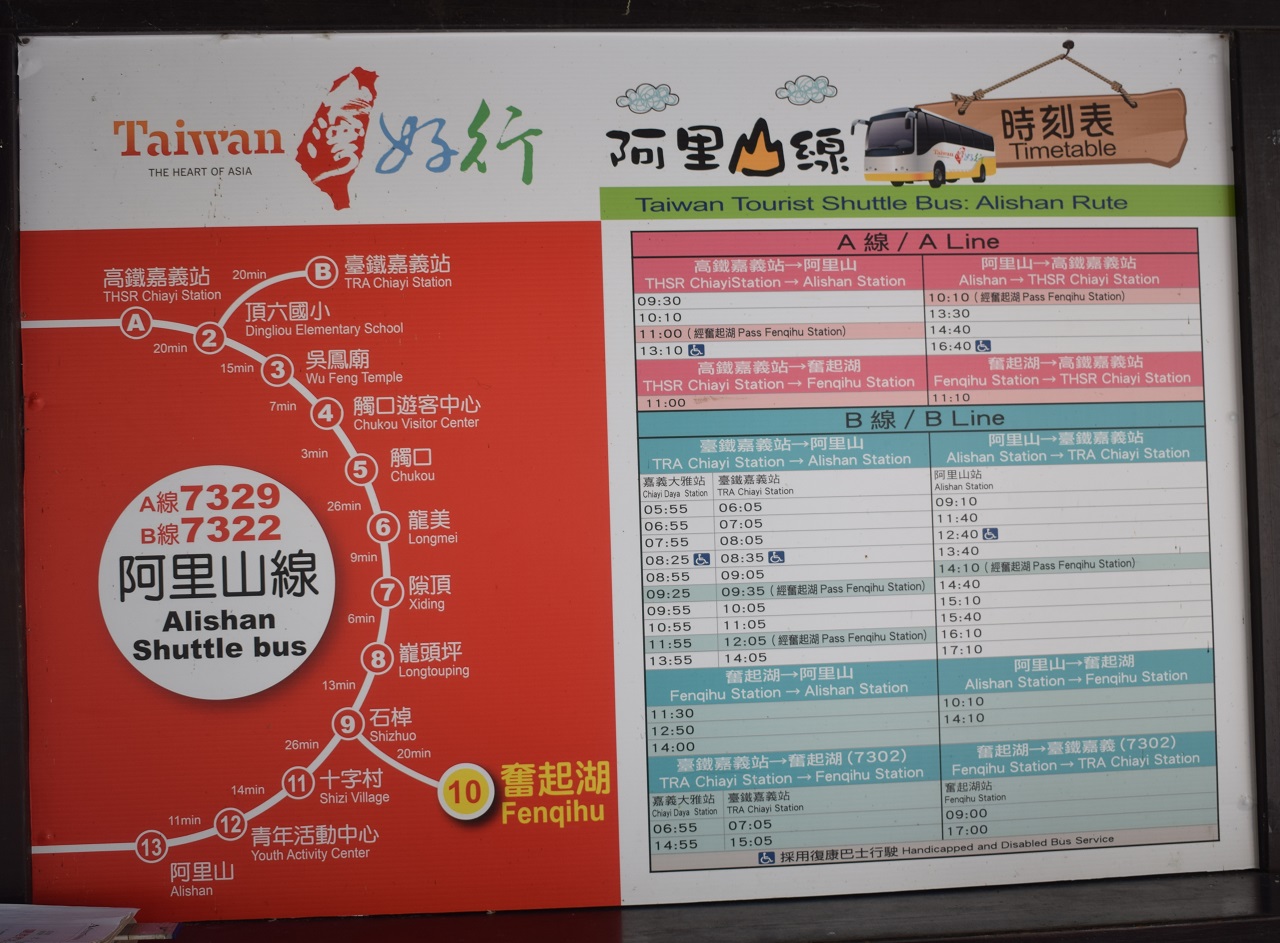 Taiwan
THE HEART OF ASIA
灣
好行
阿里山線
時刻表
Timetable
Taiwan Tourist Shuttle Bus: Alishan Rute
高鐵嘉義站
THSR Chiayi Station
A
20min
20min
B
臺鐵嘉義站
TRA Chiayi Station
2
頂六國小
Dingliou Elementary School
15min
3
吳鳳廟
Wu Feng Temple
7min
4
觸口遊客中心
Chukou Visitor Center
3min
5
觸口
Chukou
26min
6
龍美
Longmei
9min
7
隙頂
Xiding
6min
8
巃頭坪
Longtouping
13min
9
石棹
Shizhuo
20min
10
奮起湖
Fenqihu
26min
11
十字村
Shizi Village
14min
12
青年活動中心
Youth Activity Center
11min
13
阿里山
Alishan
A線7329
B線7322
阿里山線
Alishan
Shuttle bus
A 線 / A Line
高鐵嘉義站→阿里山
THSR ChiayiStation → Alishan Station
09:30
10:10
11:00 ( 經奮起湖 Pass Fenqihu Station)
13:10
阿里山→高鐵嘉義站
Alishan → THSR Chiayi Station
10:10 ( 經奮起湖 Pass Fenqihu Station)
13:30
14:40
16:40
高鐵嘉義站→奮起湖
THSR Chiayi Station → Fenqihu Station
11:00
奮起湖→高鐵嘉義站
Fenqihu Station → THSR Chiayi Station
11:10
B 線 / B Line
臺鐵嘉義站→阿里山
TRA Chiayi Station → Alishan Station
嘉義大雅站 臺鐵嘉義站
Chiayi Daya Station TRA Chiayi Station
05:55 06:05
06:55 07:05
07:55 08:05
08:25 08:35
08:55 09:05
09:25 09:35 ( 經奮起湖 Pass Fenqihu Station)
09:55 10:05
10:55 11:05
11:55 12:05 ( 經奮起湖 Pass Fenqihu Station)
13:55 14:05
阿里山→臺鐵嘉義站
Alishan Station → TRA Chiayi Station
阿里山站
Alishan Station
09:10
11:40
12:40
13:40
14:10 ( 經奮起湖 Pass Fenqihu Station)
14:40
15:10
15:40
16:10
17:10
奮起湖→阿里山
Fenqihu Station → Alishan Station
11:30
12:50
14:00
阿里山→奮起湖
Alishan Station → Fenqihu Station
10:10
14:10
臺鐵嘉義站→奮起湖 (7302)
TRA Chiayi Station → Fenqihu Station
嘉義大雅站 臺鐵嘉義站
Chiayi Daya Station TRA Chiayi Station
06:55 07:05
14:55 15:05
奮起湖→臺鐵嘉義 (7302)
Fenqihu Station → TRA Chiayi Station
奮起湖站
Fenqihu Station
09:00
17:00
採用復康巴士行駛 Handicapped and Disabled Bus Service